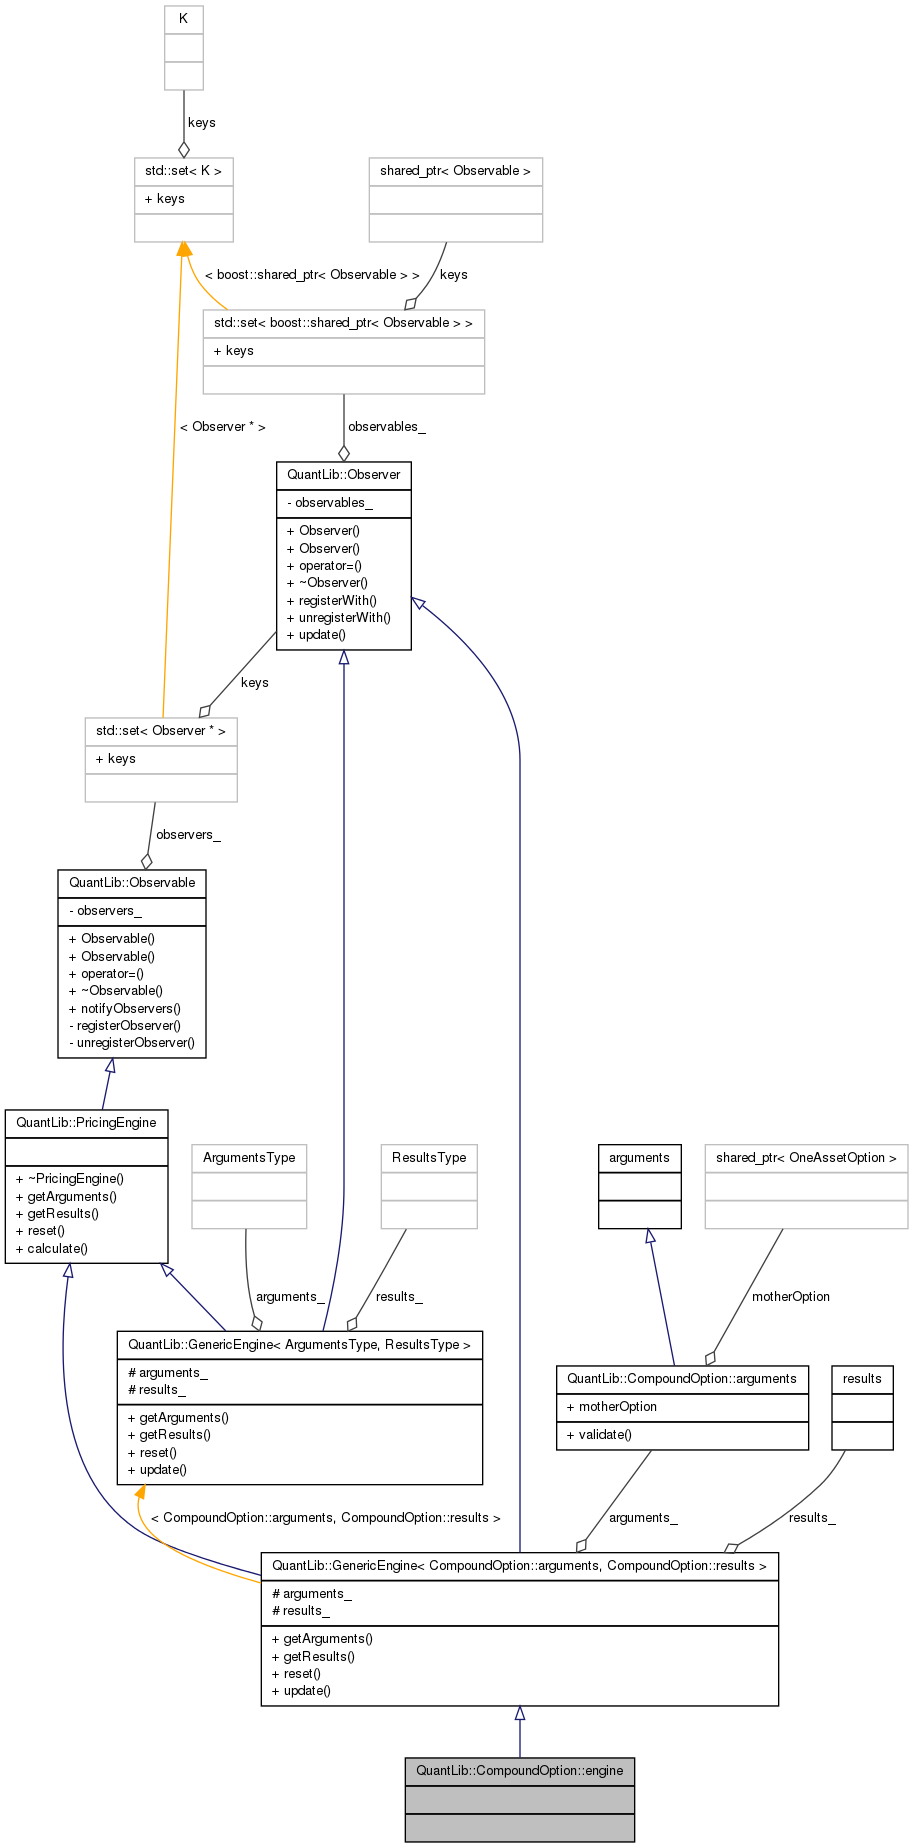 K
keys
std::set< K >
+ keys
shared_ptr< Observable >
< boost::shared_ptr< Observable > >
keys
std::set< boost::shared_ptr< Observable > >
+ keys
< Observer * >
observables_
QuantLib::Observer
- observables_
+ Observer()
+ Observer()
+ operator=()
+ ~Observer()
+ registerWith()
+ unregisterWith()
+ update()
keys
std::set< Observer * >
+ keys
observers_
QuantLib::Observable
- observers_
+ Observable()
+ Observable()
+ operator=()
+ ~Observable()
+ notifyObservers()
- registerObserver()
- unregisterObserver()
QuantLib::PricingEngine
+ ~PricingEngine()
+ getArguments()
+ getResults()
+ reset()
+ calculate()
ArgumentsType
ResultsType
arguments
shared_ptr< OneAssetOption >
arguments_
results_
motherOption
QuantLib::GenericEngine< ArgumentsType, ResultsType >
# arguments_
# results_
+ getArguments()
+ getResults()
+ reset()
+ update()
QuantLib::CompoundOption::arguments
+ motherOption
+ validate()
results
< CompoundOption::arguments, CompoundOption::results >
arguments_
results_
QuantLib::GenericEngine< CompoundOption::arguments, CompoundOption::results >
# arguments_
# results_
+ getArguments()
+ getResults()
+ reset()
+ update()
QuantLib::CompoundOption::engine